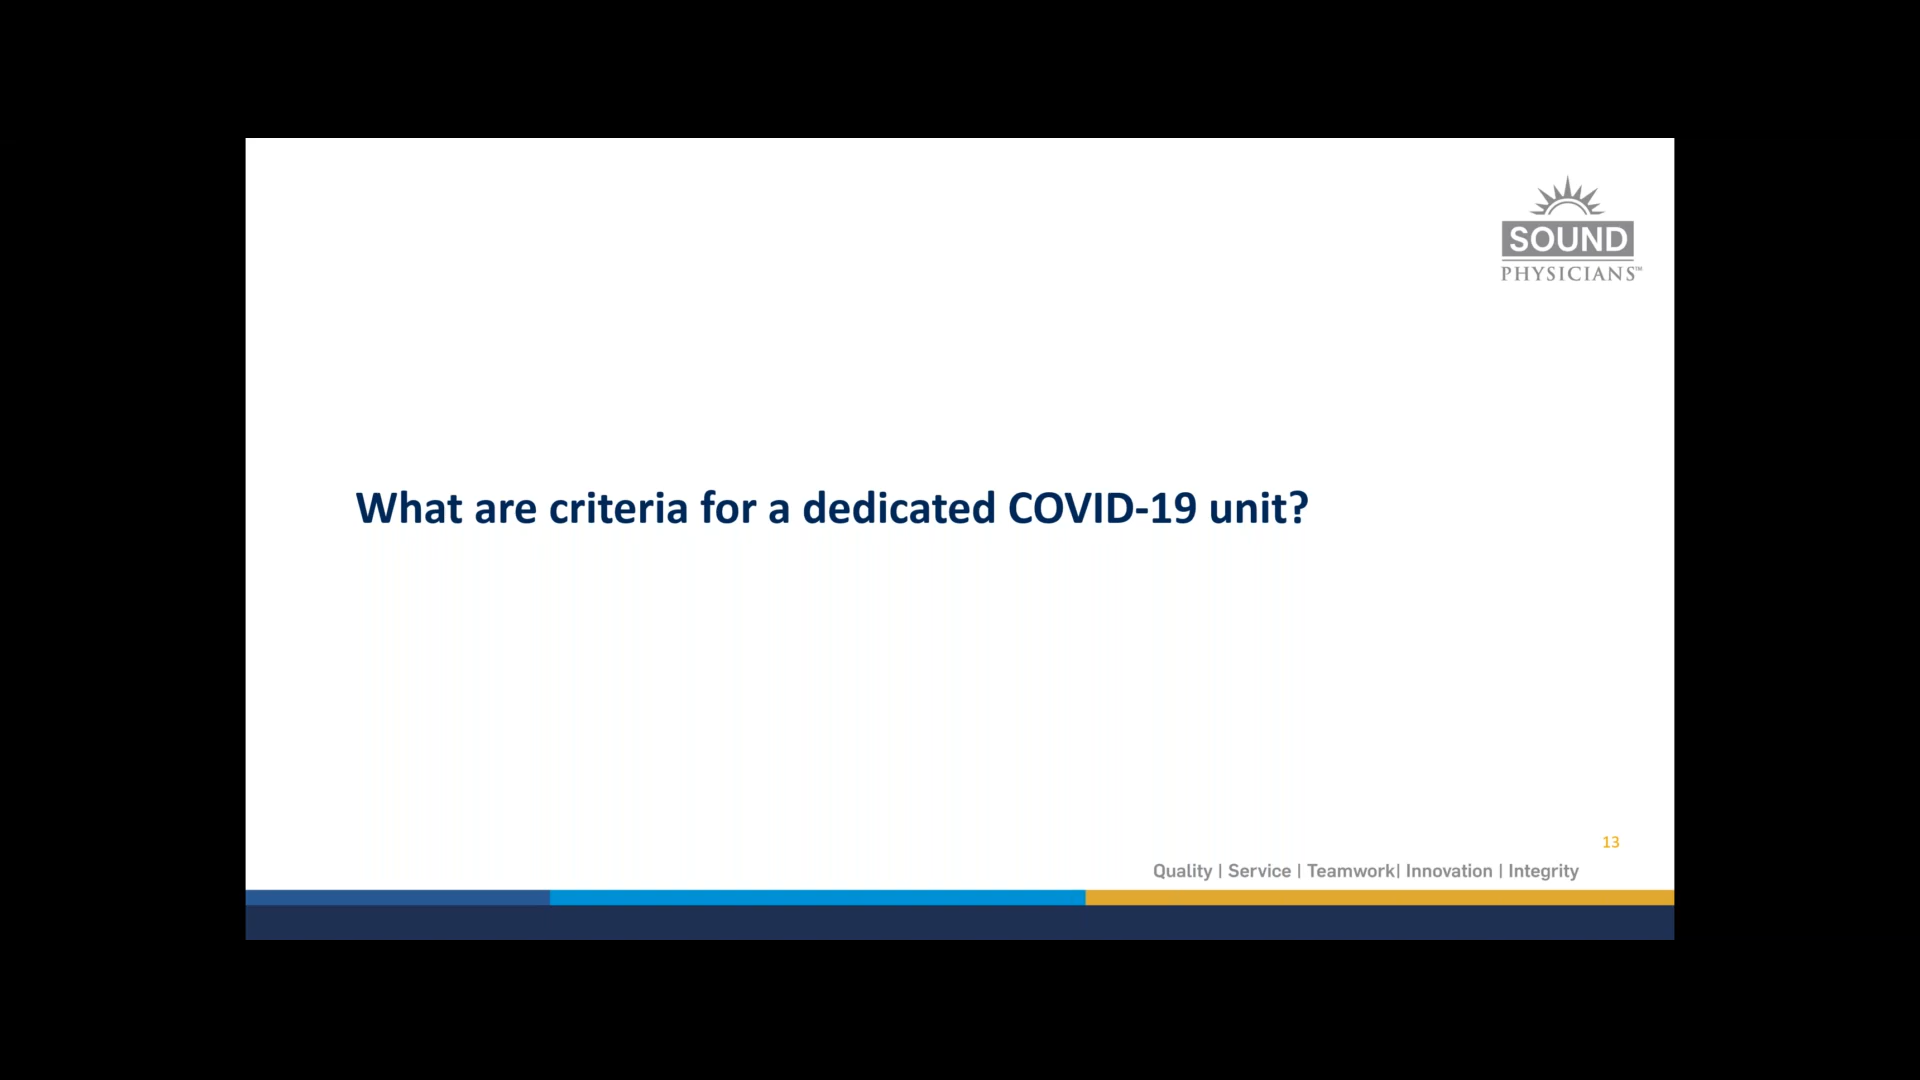 SOUND
PHYSICIANS™
What are criteria for a dedicated COVID-19 unit?
13
Quality | Service | Teamwork| Innovation | Integrity